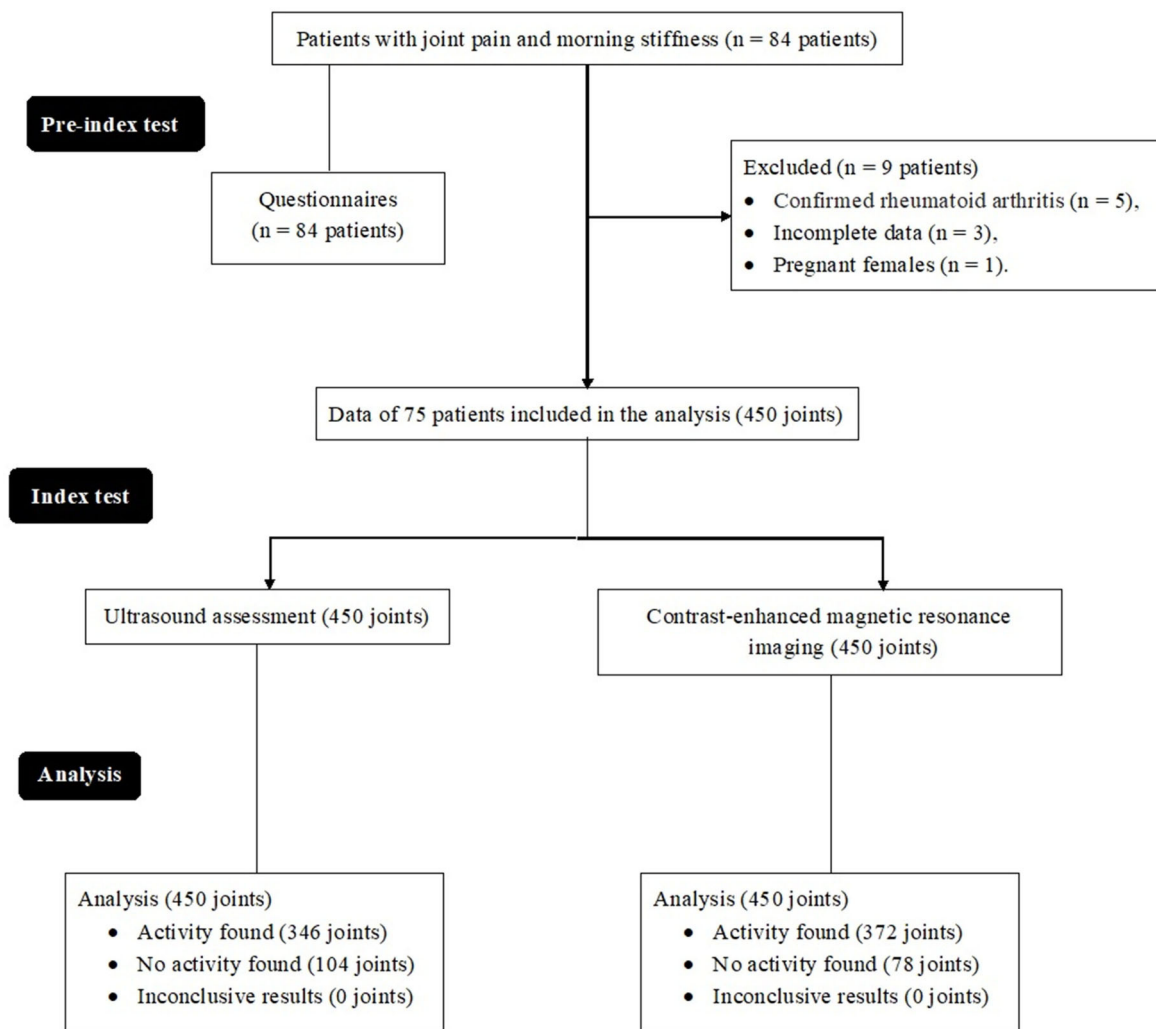 Patients with joint pain and morning stiffness (n = 84 patients)
Pre-index test
Questionnaires
(n = 84 patients)
Excluded (n = 9 patients)
• Confirmed rheumatoid arthritis (n = 5),
• Incomplete data (n = 3),
• Pregnant females (n = 1).
Data of 75 patients included in the analysis (450 joints)
Index test
Ultrasound assessment (450 joints)
Contrast-enhanced magnetic resonance
imaging (450 joints)
Analysis
Analysis (450 joints)
• Activity found (346 joints)
• No activity found (104 joints)
• Inconclusive results (0 joints)
Analysis (450 joints)
• Activity found (372 joints)
• No activity found (78 joints)
• Inconclusive results (0 joints)